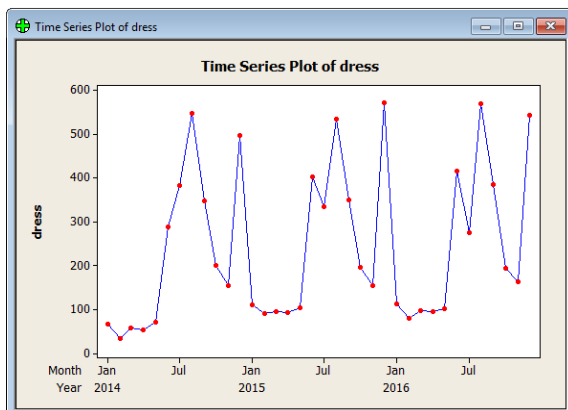 Time Series Plot of dress
Time Series Plot of dress
600
500
400
300
200
100
0
dress
Month Jan Jul Jan Jul Jan Jul
Year 2014 2015 2016